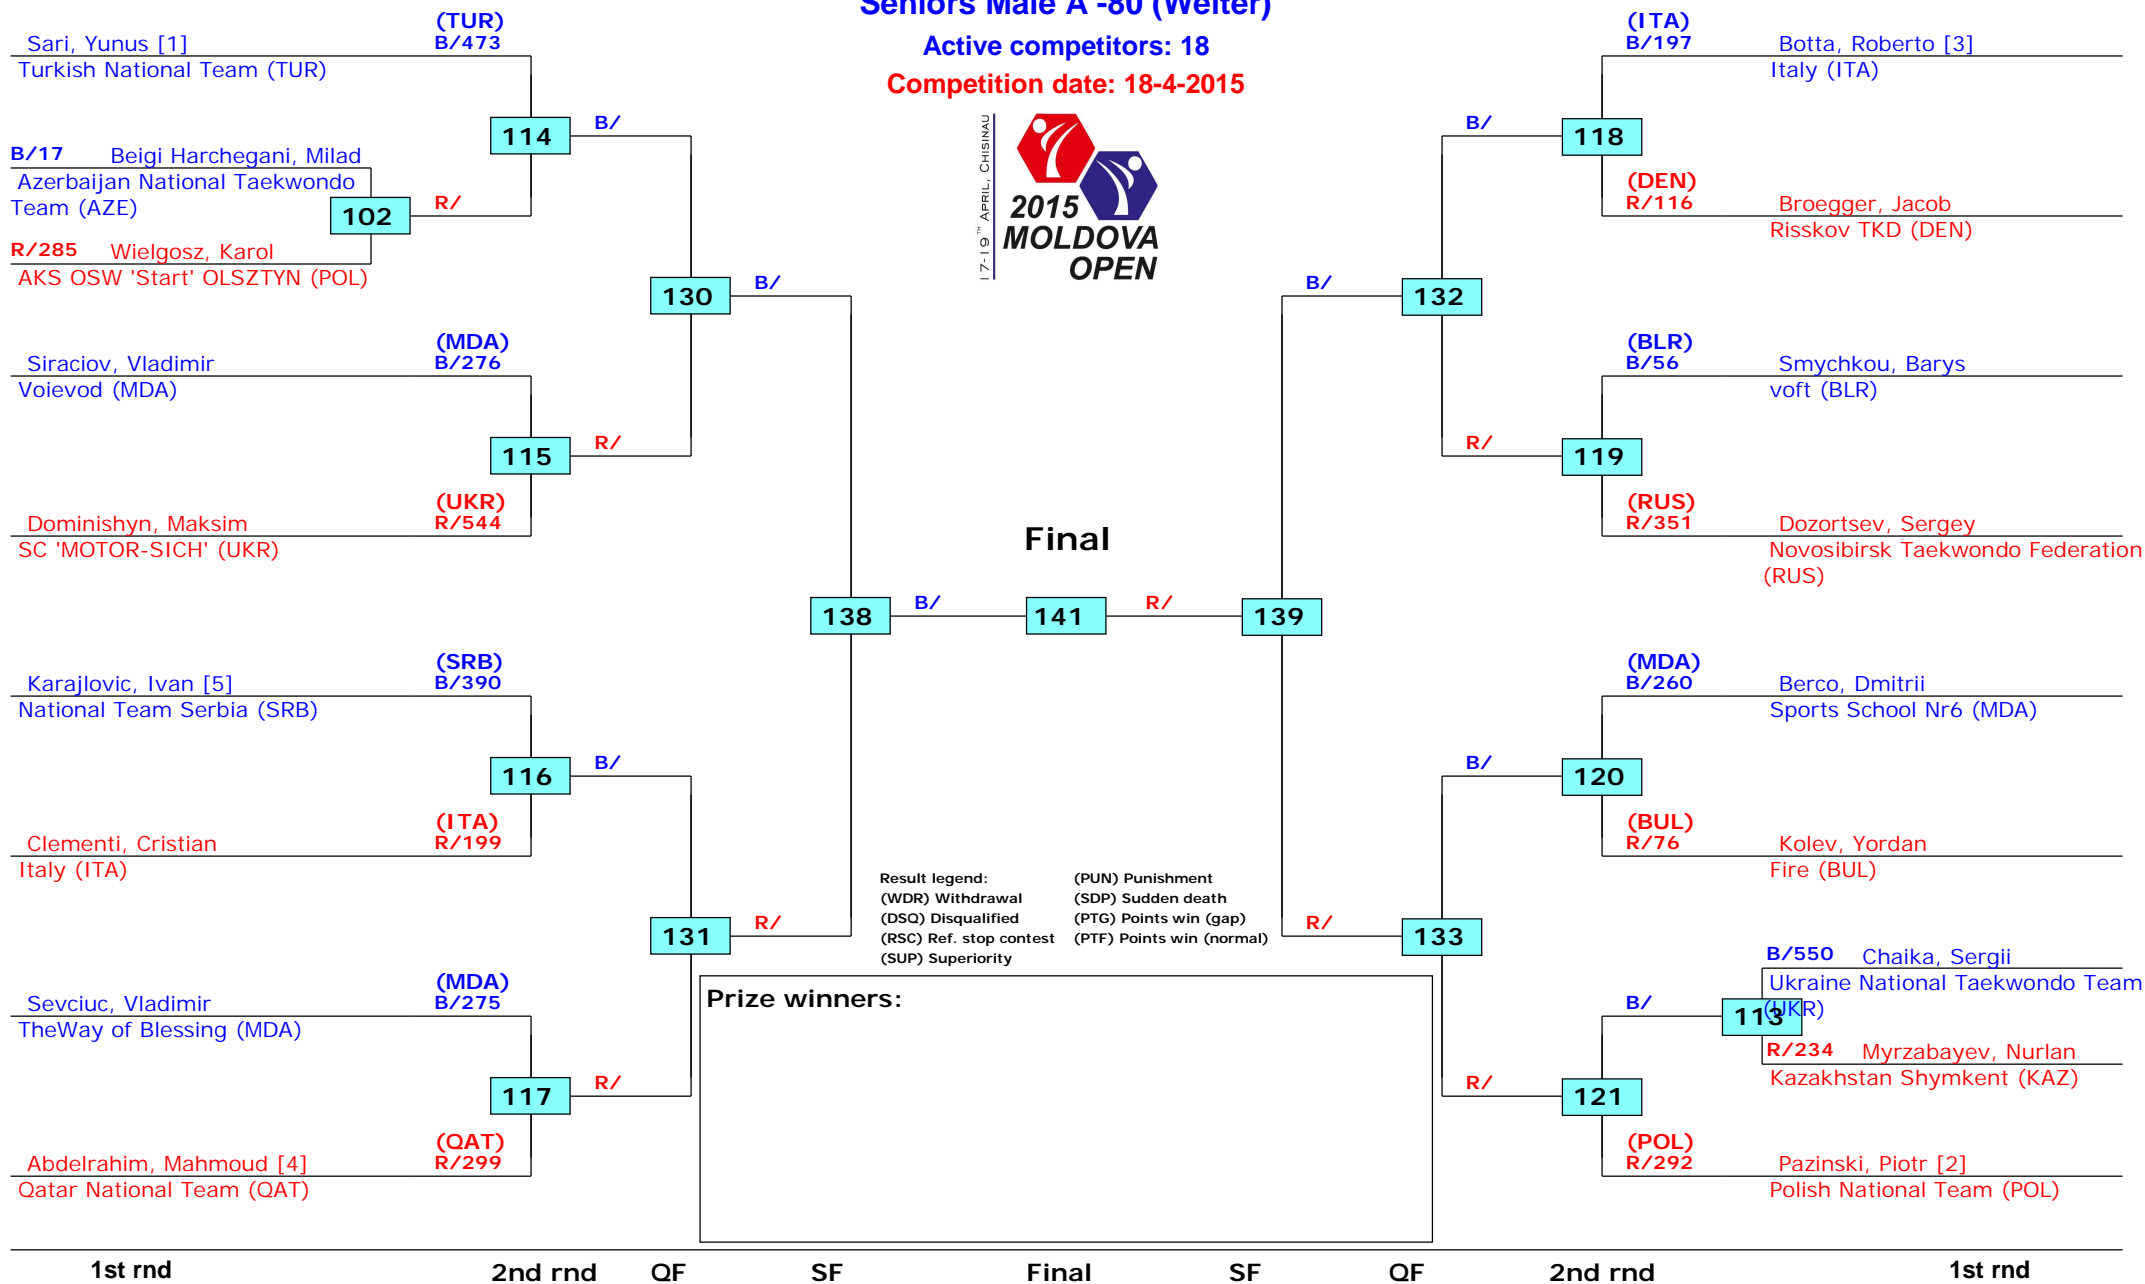 Seniors Male A -80 (Welter)
Active competitors: 18
Competition date: 18-4-2015
17-19TH APRIL, CHISINAU
2015
MOLDOVA
OPEN
(TUR)
Sari, Yunus [1] B/473
Turkish National Team (TUR)
114 B/
B/17 Beigi Harchegani, Milad
Azerbaijan National Taekwondo
Team (AZE)
102 R/
R/285 Wielgosz, Karol
AKS OSW 'Start' OLSZTYN (POL)
130 B/
(MDA)
Siraciov, Vladimir B/276
Voievod (MDA)
115 R/
(UKR)
Dominishyn, Maksim R/544
SC 'MOTOR-SICH' (UKR)
138 B/
(SRB)
Karajlovic, Ivan [5] B/390
National Team Serbia (SRB)
116 B/
(ITA)
Clementi, Cristian R/199
Italy (ITA)
131 R/
(MDA)
Sevciuc, Vladimir B/275
TheWay of Blessing (MDA)
117 R/
(QAT)
Abdelrahim, Mahmoud [4] R/299
Qatar National Team (QAT)
Final
141
R/ 139
(ITA)
B/197 Botta, Roberto [3]
Italy (ITA)
B/ 118
(DEN)
R/116 Broegger, Jacob
Risskov TKD (DEN)
B/ 132
(BLR)
B/56 Smychkou, Barys
voft (BLR)
R/ 119
(RUS)
R/351 Dozortsev, Sergey
Novosibirsk Taekwondo Federation
(RUS)
(MDA)
B/260 Berco, Dmitrii
Sports School Nr6 (MDA)
B/ 120
(BUL)
R/76 Kolev, Yordan
Fire (BUL)
R/ 133
B/550 Chaika, Sergii
Ukraine National Taekwondo Team
(UKR)
B/ 113
R/234 Myrzabayev, Nurlan
Kazakhstan Shymkent (KAZ)
R/ 121
(POL)
R/292 Pazinski, Piotr [2]
Polish National Team (POL)
Result legend: (PUN) Punishment
(WDR) Withdrawal (SDP) Sudden death
(DSQ) Disqualified (PTG) Points win (gap)
(RSC) Ref. stop contest (PTF) Points win (normal)
(SUP) Superiority
Prize winners:
1st rnd 2nd rnd QF SF Final SF QF 2nd rnd 1st rnd